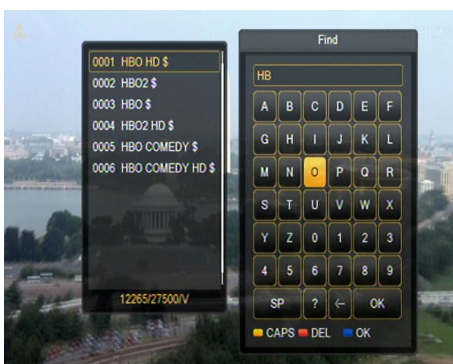 Find
0001 HBO HD $
0002 HBO2 $
0003 HBO $
0004 HBO2 HD $
0005 HBO COMEDY $
0006 HBO COMEDY HD $
12265/27500/V
HB
A B C D E F
G H I J K L
M N O P Q R
S T U V W X
Y Z 0 1 2 3
4 5 6 7 8 9
SP ? ← OK
CAPS DEL OK